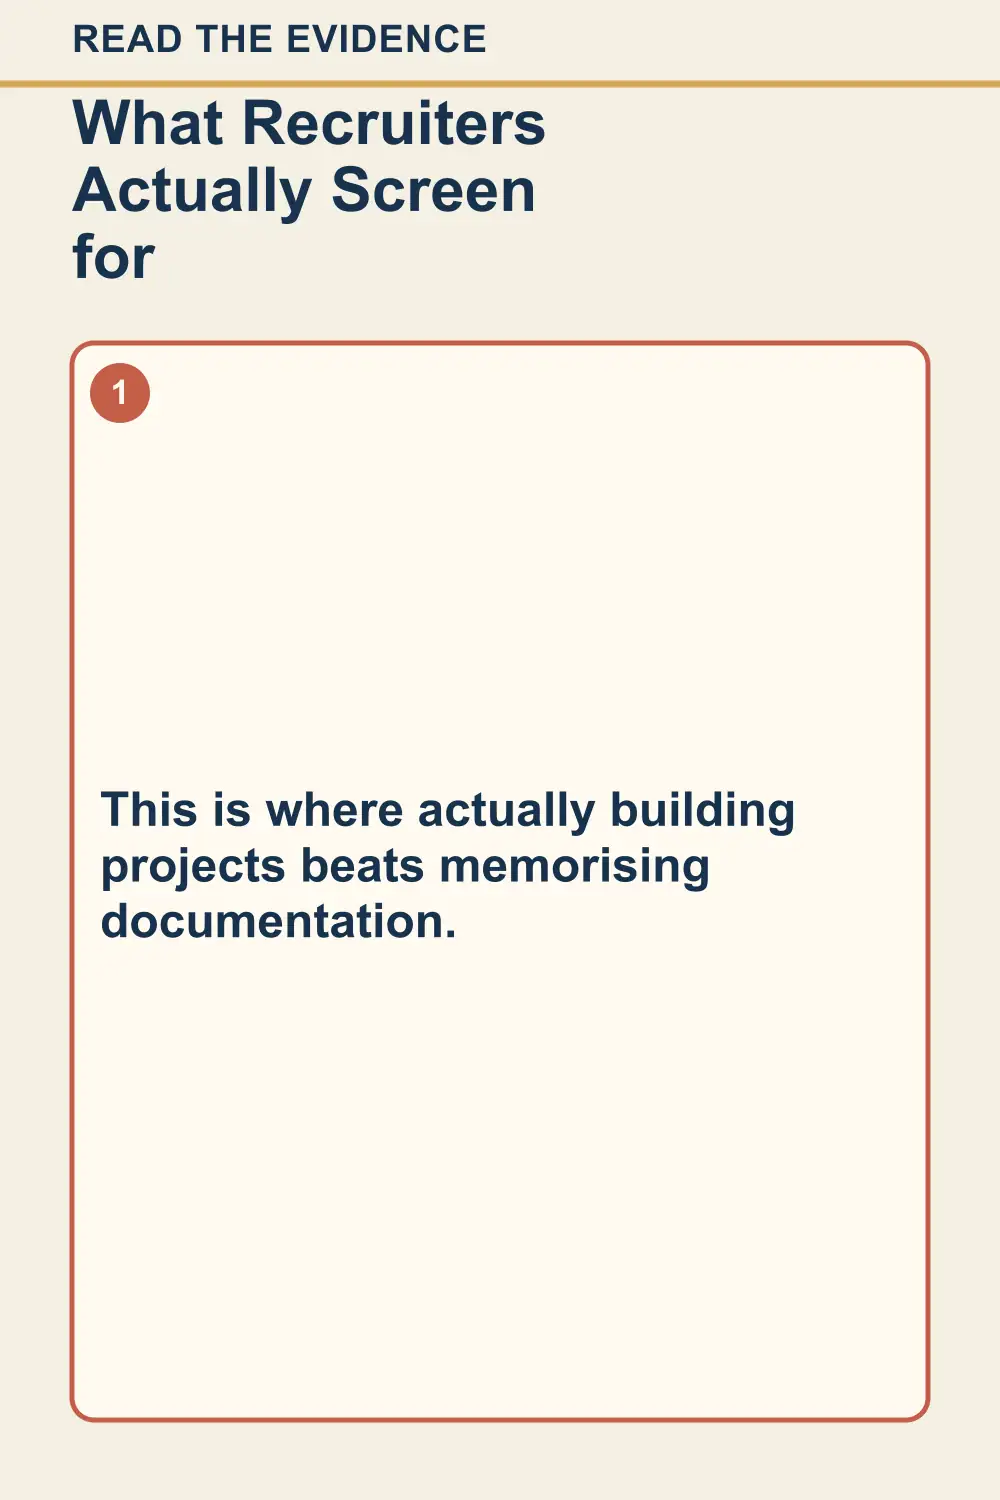 READ THE EVIDENCE
What Recruiters
Actually Screen
for
1
This is where actually building
projects beats memorising
documentation.